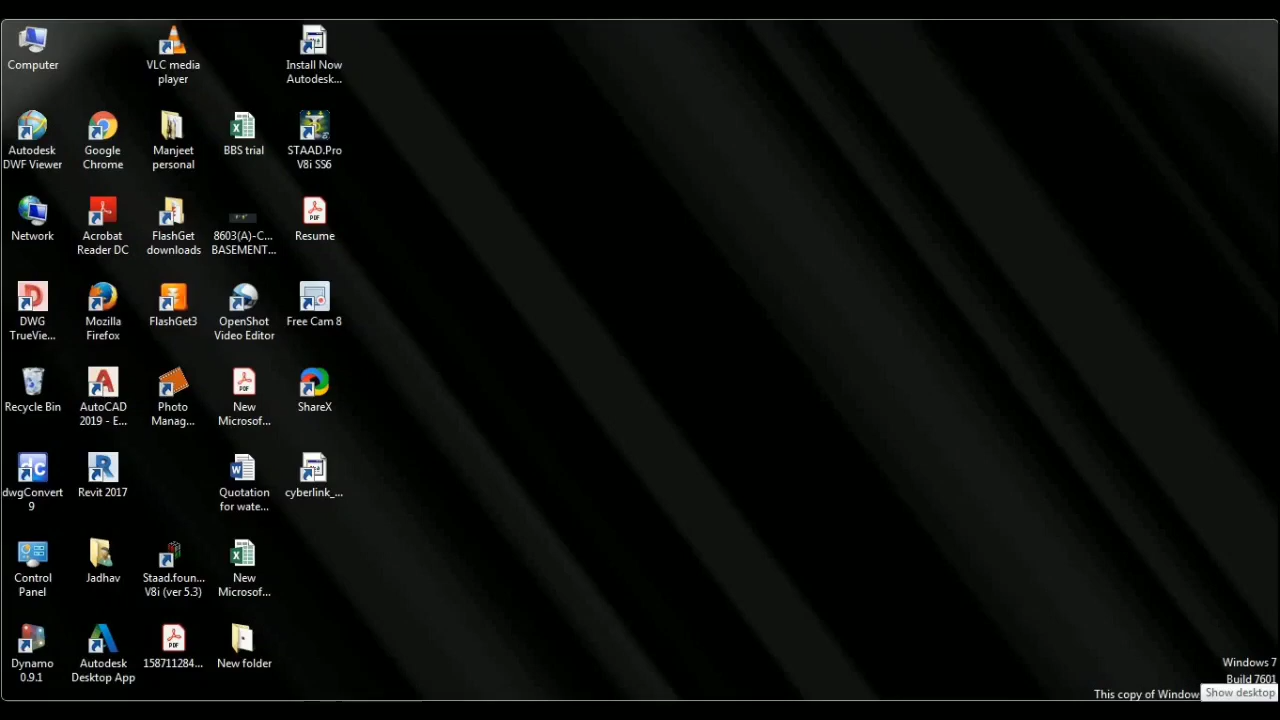 Computer
VLC media
player
Install Now
Autodesk...
Autodesk
DWF Viewer
Google
Chrome
Manjeet
personal
BBS trial
STAAD.Pro
V8i SS6
Network
Acrobat
Reader DC
FlashGet
downloads
8603(A)-C...
BASEMENT...
Resume
DWG
TrueVie...
Mozilla
Firefox
FlashGet3
OpenShot
Video Editor
Free Cam 8
Recycle Bin
AutoCAD
2019 - E...
Photo
Manag...
New
Microsof...
ShareX
dwgConvert
9
Revit 2017
Quotation
for wate...
cyberlink_...
Control
Panel
Jadhav
Staad.foun...
V8i (ver 5.3)
New
Microsof...
Dynamo
0.9.1
Autodesk
Desktop App
158711284...
New folder
Windows 7
Build 7601
This copy of Window
Show desktop